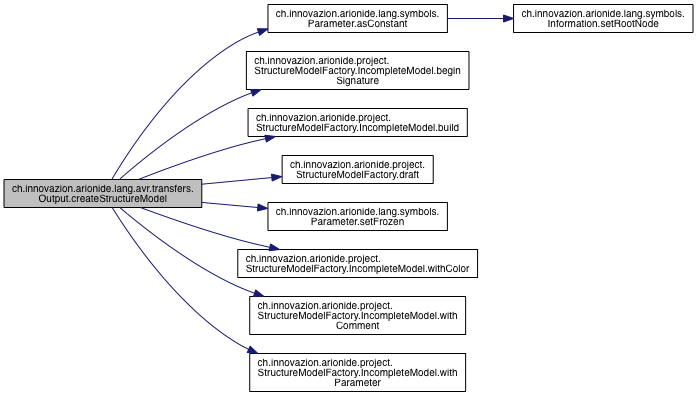 ch.innovazion.arionide.lang.symbols.
Parameter.asConstant
ch.innovazion.arionide.lang.symbols.
Information.setRootNode
ch.innovazion.arionide.project.
StructureModelFactory.IncompleteModel.begin
Signature
ch.innovazion.arionide.project.
StructureModelFactory.IncompleteModel.build
ch.innovazion.arionide.project.
StructureModelFactory.draft
ch.innovazion.arionide.lang.avr.transfers.
Output.createStructureModel
ch.innovazion.arionide.lang.symbols.
Parameter.setFrozen
ch.innovazion.arionide.project.
StructureModelFactory.IncompleteModel.withColor
ch.innovazion.arionide.project.
StructureModelFactory.IncompleteModel.with
Comment
ch.innovazion.arionide.project.
StructureModelFactory.IncompleteModel.with
Parameter